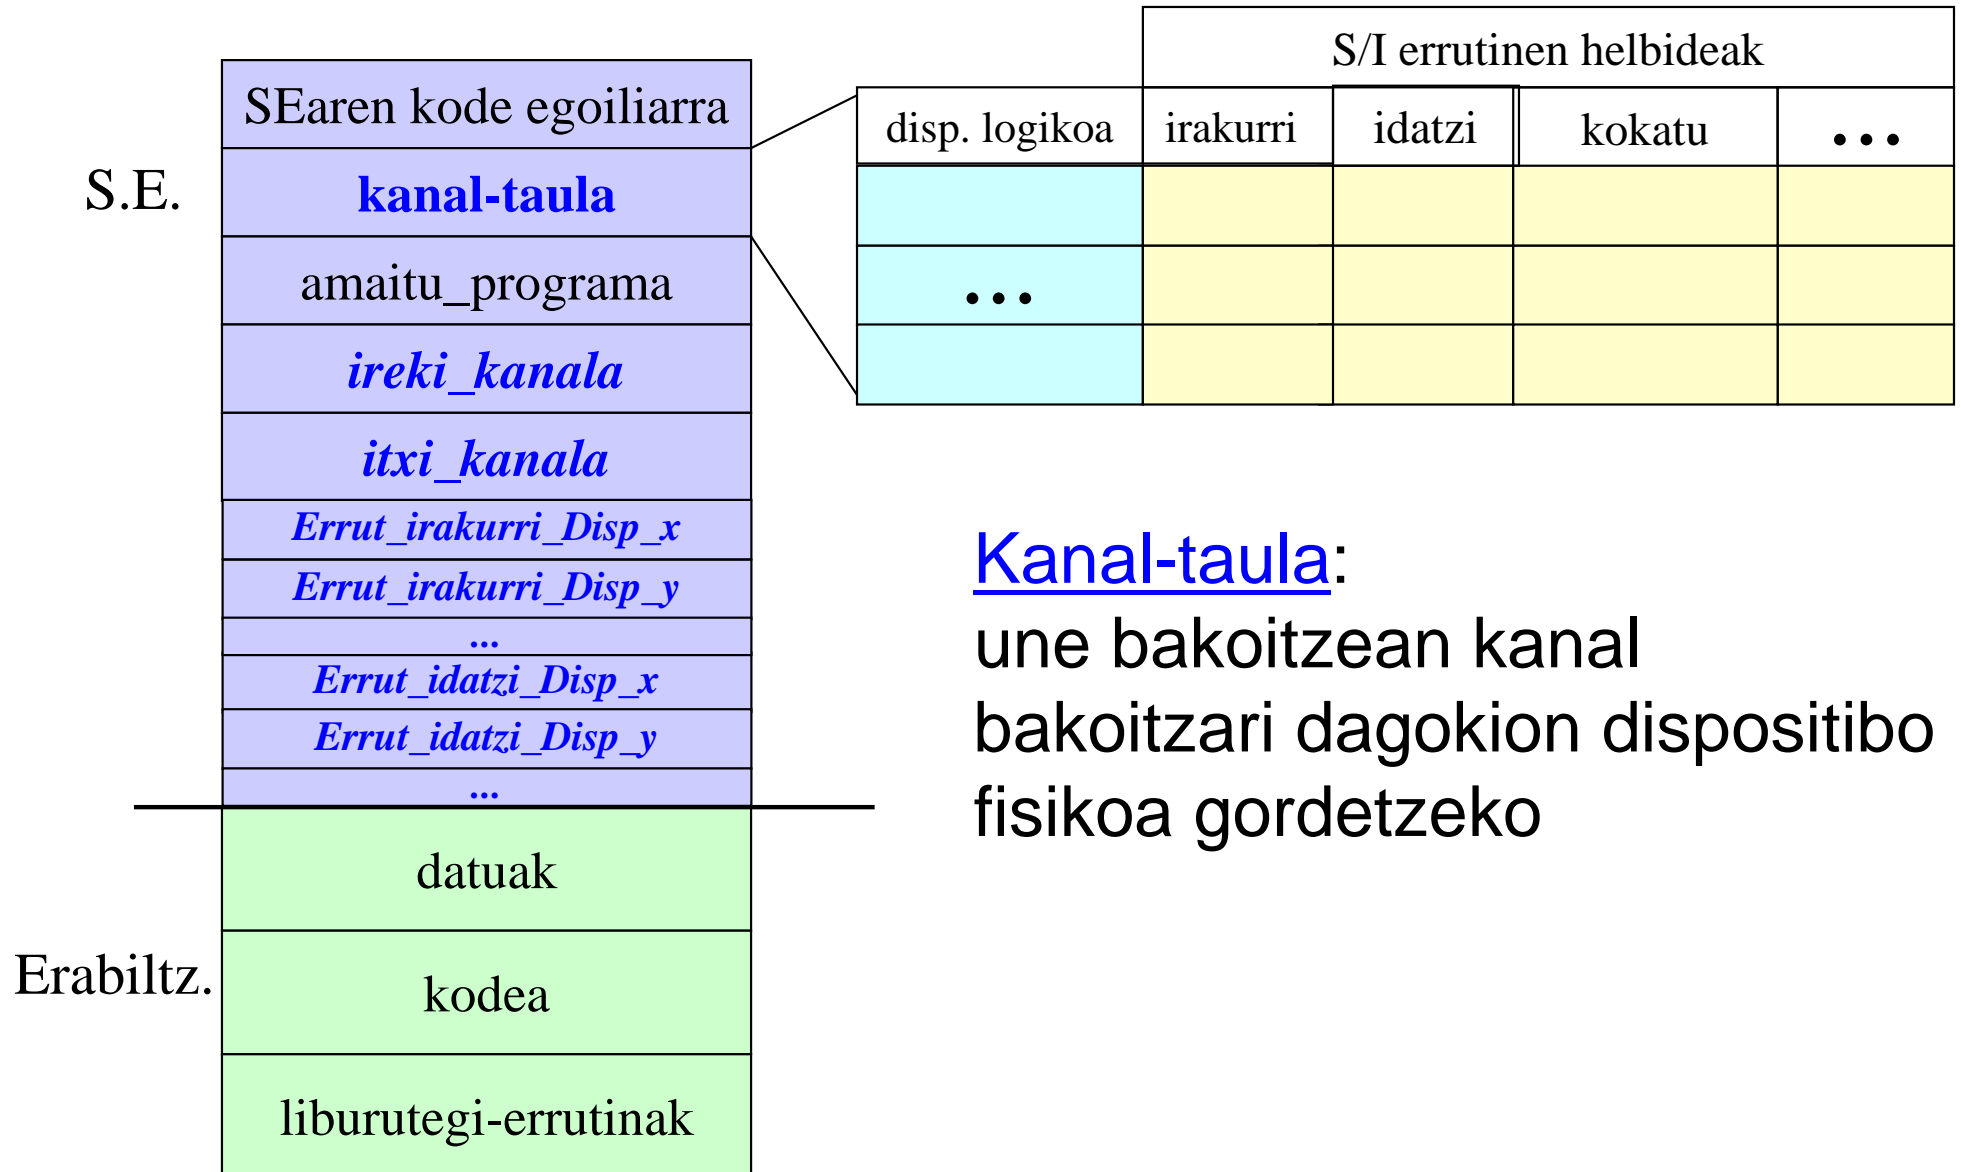 S/I errutinen helbideak
disp. logikoa irakurri idatzi kokatu ...
...
S.E.
SEaren kode egoiliarra
kanal-taula
amaitu_programa
ireki_kanala
itxi_kanala
Errut_irakurri_Disp_x
Errut_irakurri_Disp_y
...
Errut_idatzi_Disp_x
Errut_idatzi_Disp_y
...
Erabiltz.
datuak
kodea
liburutegi-errutinak
Kanal-taula:
une bakoitzean kanal
bakoitzari dagokion dispositibo
fisikoa gordetzeko